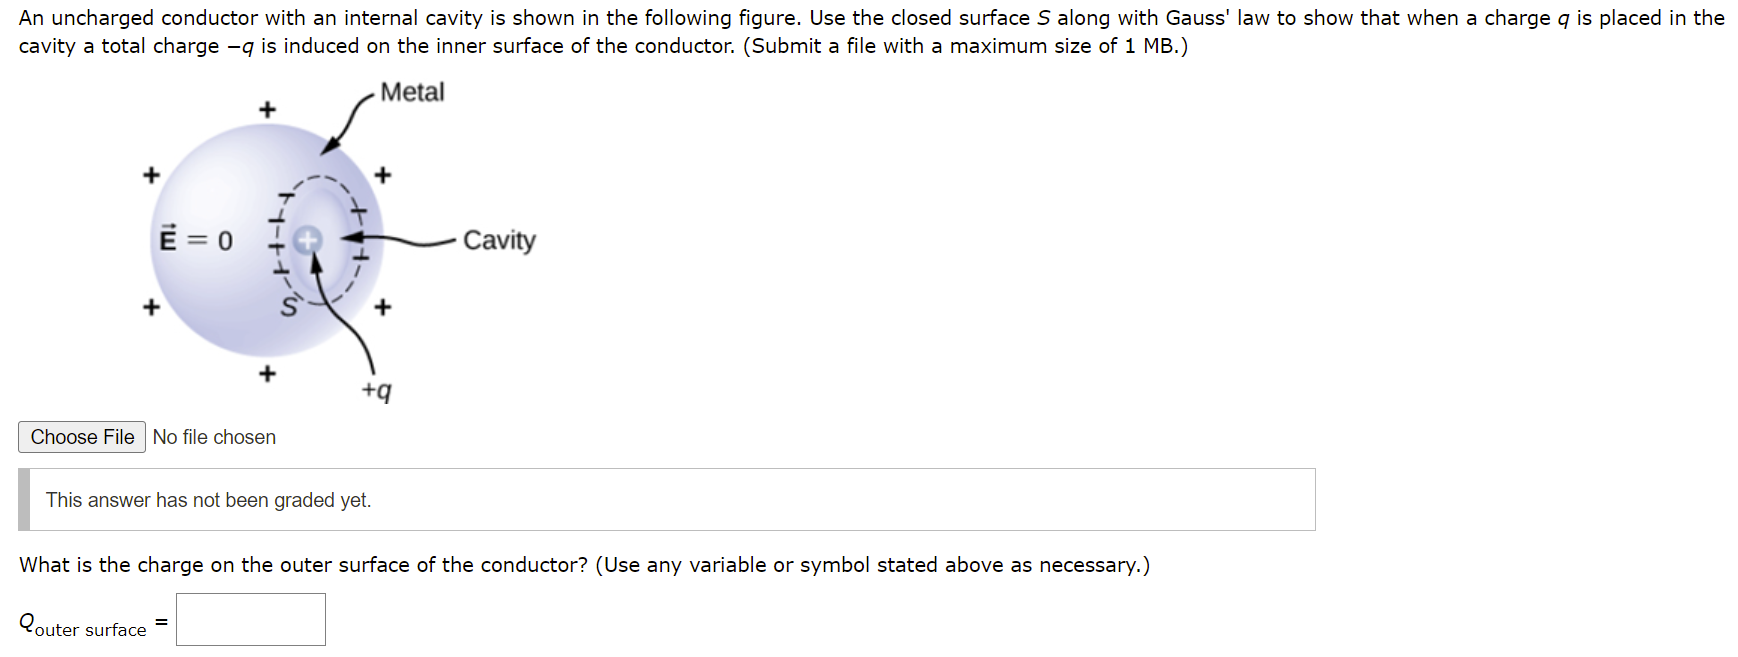 An uncharged conductor with an internal cavity is shown in the following figure. Use the closed surface S along with Gauss' law to show that when a charge q is placed in the
cavity a total charge −q is induced on the inner surface of the conductor. (Submit a file with a maximum size of 1 MB.)
Metal
+
+ +
E⃗ = 0
+
Cavity
S
+ +
+
+q
Choose File No file chosen
This answer has not been graded yet.
What is the charge on the outer surface of the conductor? (Use any variable or symbol stated above as necessary.)
Qouter surface =